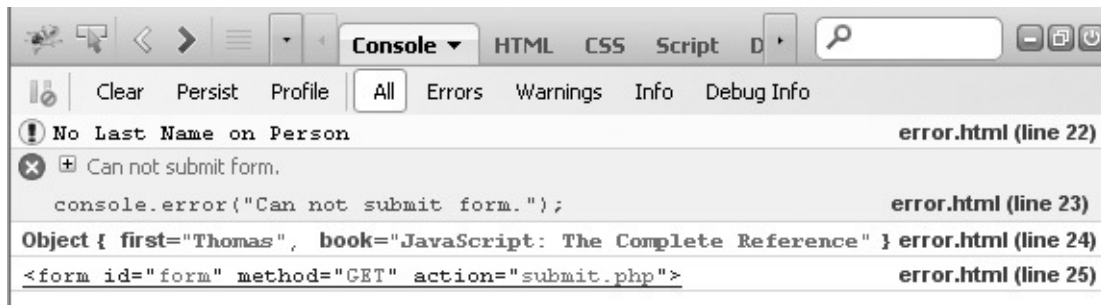 Console HTML CSS Script D
Clear Persist Profile All Errors Warnings Info Debug Info
No Last Name on Person error.html (line 22)
Can not submit form.
console.error("Can not submit form."); error.html (line 23)
Object { first="Thomas", book="JavaScript: The Complete Reference" } error.html (line 24)
<form id="form" method="GET" action="submit.php"> error.html (line 25)